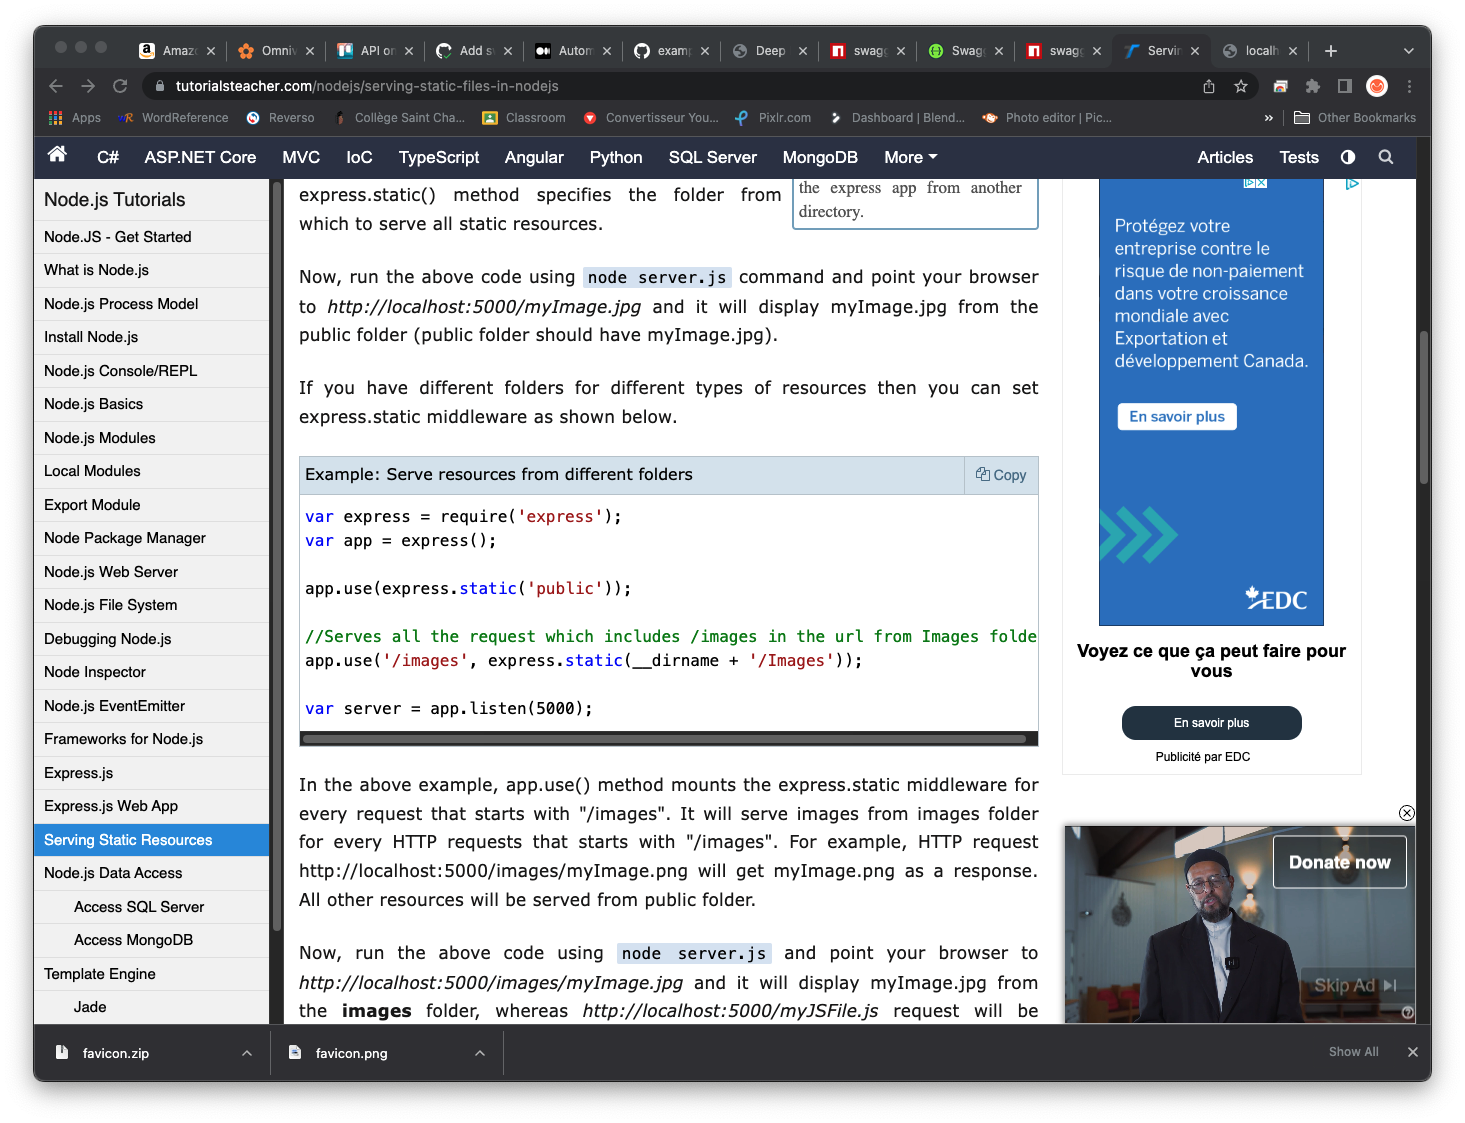 Amaz
Omniv
API on
Add s
Autom
examp
Deep
swagg
Swagg
swagg
Servin
localh
tutorialsteacher.com/nodejs/serving-static-files-in-nodejs
Apps
WordReference
Reverso
Collège Saint Cha...
Classroom
Convertisseur You...
Pixlr.com
Dashboard | Blend...
Photo editor | Pic...
»
Other Bookmarks
C#
ASP.NET Core
MVC
IoC
TypeScript
Angular
Python
SQL Server
MongoDB
More
Articles
Tests
Node.js Tutorials
Node.JS - Get Started
What is Node.js
Node.js Process Model
Install Node.js
Node.js Console/REPL
Node.js Basics
Node.js Modules
Local Modules
Export Module
Node Package Manager
Node.js Web Server
Node.js File System
Debugging Node.js
Node Inspector
Node.js EventEmitter
Frameworks for Node.js
Express.js
Express.js Web App
Serving Static Resources
Node.js Data Access
Access SQL Server
Access MongoDB
Template Engine
Jade
express.static() method specifies the folder from
which to serve all static resources.
the express app from another
directory.
Now, run the above code using node server.js command and point your browser
to http://localhost:5000/myImage.jpg and it will display myImage.jpg from the
public folder (public folder should have myImage.jpg).
If you have different folders for different types of resources then you can set
express.static middleware as shown below.
Example: Serve resources from different folders
Copy
var express = require('express');
var app = express();
app.use(express.static('public'));
//Serves all the request which includes /images in the url from Images folde
app.use('/images', express.static(__dirname + '/Images'));
var server = app.listen(5000);
In the above example, app.use() method mounts the express.static middleware for
every request that starts with "/images". It will serve images from images folder
for every HTTP requests that starts with "/images". For example, HTTP request
http://localhost:5000/images/myImage.png will get myImage.png as a response.
All other resources will be served from public folder.
Now, run the above code using node server.js and point your browser to
http://localhost:5000/images/myImage.jpg and it will display myImage.jpg from
the images folder, whereas http://localhost:5000/myJSFile.js request will be
Protégez votre
entreprise contre le
risque de non-paiement
dans votre croissance
mondiale avec
Exportation et
développement Canada.
En savoir plus
EDC
Voyez ce que ça peut faire pour
vous
En savoir plus
Publicité par EDC
Donate now
Skip Ad
favicon.zip
favicon.png
Show All